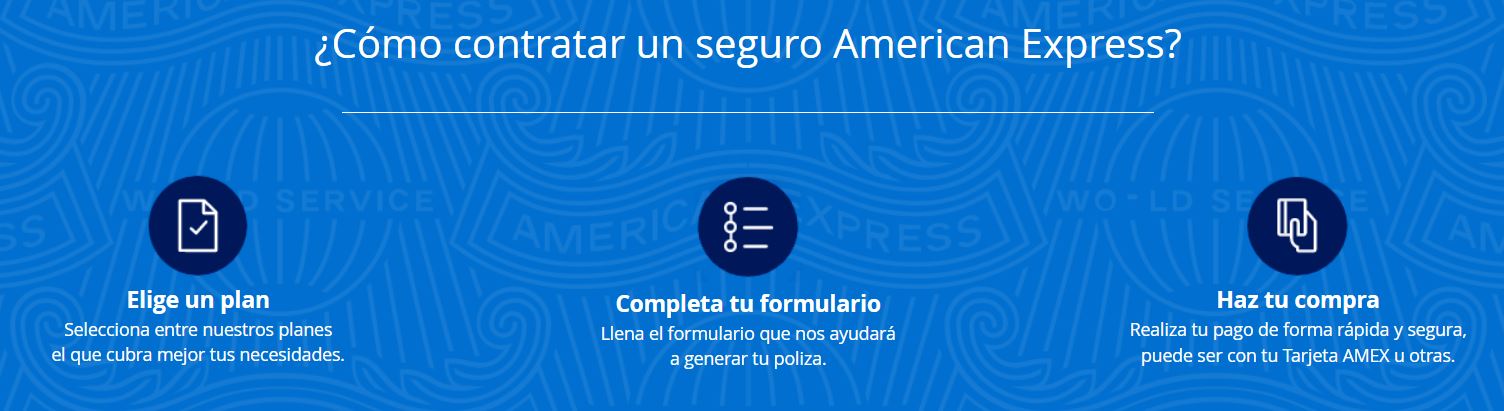 ¿Cómo contratar un seguro American Express?
Elige un plan
Selecciona entre nuestros planes
el que cubra mejor tus necesidades.
Completa tu formulario
Llena el formulario que nos ayudará
a generar tu poliza.
Haz tu compra
Realiza tu pago de forma rápida y segura,
puede ser con tu Tarjeta AMEX u otras.